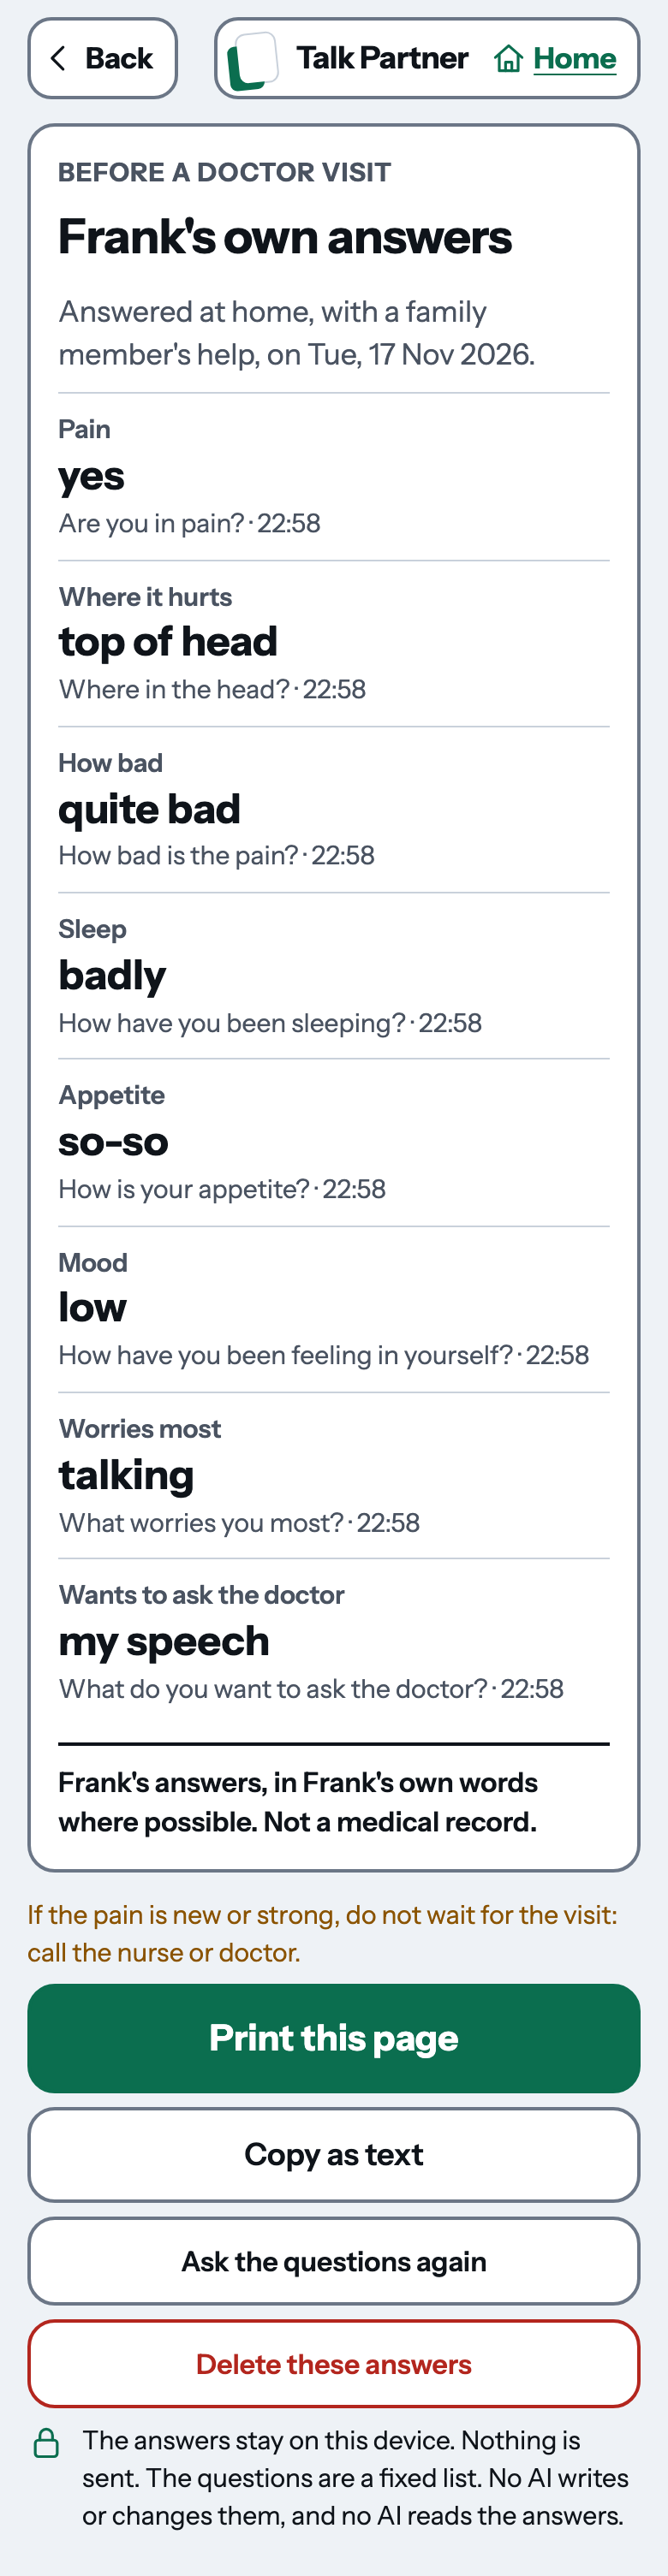 Back
Talk Partner
Home
BEFORE A DOCTOR VISIT
Frank's own answers
Answered at home, with a family
member's help, on Tue, 17 Nov 2026.
Pain
yes
Are you in pain? · 22:58
Where it hurts
top of head
Where in the head? · 22:58
How bad
quite bad
How bad is the pain? · 22:58
Sleep
badly
How have you been sleeping? · 22:58
Appetite
so-so
How is your appetite? · 22:58
Mood
low
How have you been feeling in yourself? · 22:58
Worries most
talking
What worries you most? · 22:58
Wants to ask the doctor
my speech
What do you want to ask the doctor? · 22:58
Frank's answers, in Frank's own words
where possible. Not a medical record.
If the pain is new or strong, do not wait for the visit:
call the nurse or doctor.
Print this page
Copy as text
Ask the questions again
Delete these answers
The answers stay on this device. Nothing is
sent. The questions are a fixed list. No AI writes
or changes them, and no AI reads the answers.